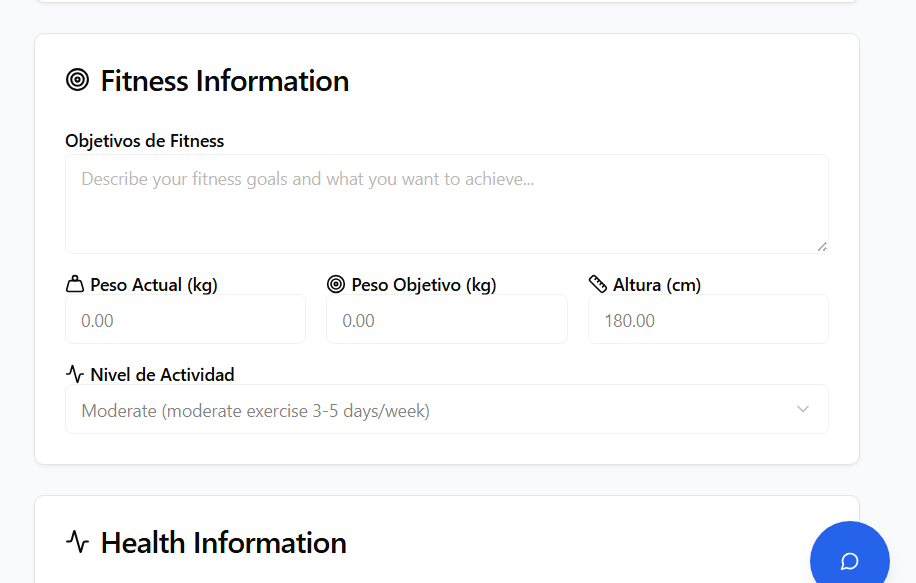 Fitness Information
Objetivos de Fitness
Describe your fitness goals and what you want to achieve...
Peso Actual (kg)
Peso Objetivo (kg)
Altura (cm)
0.00
0.00
180.00
Nivel de Actividad
Moderate (moderate exercise 3-5 days/week)
Health Information